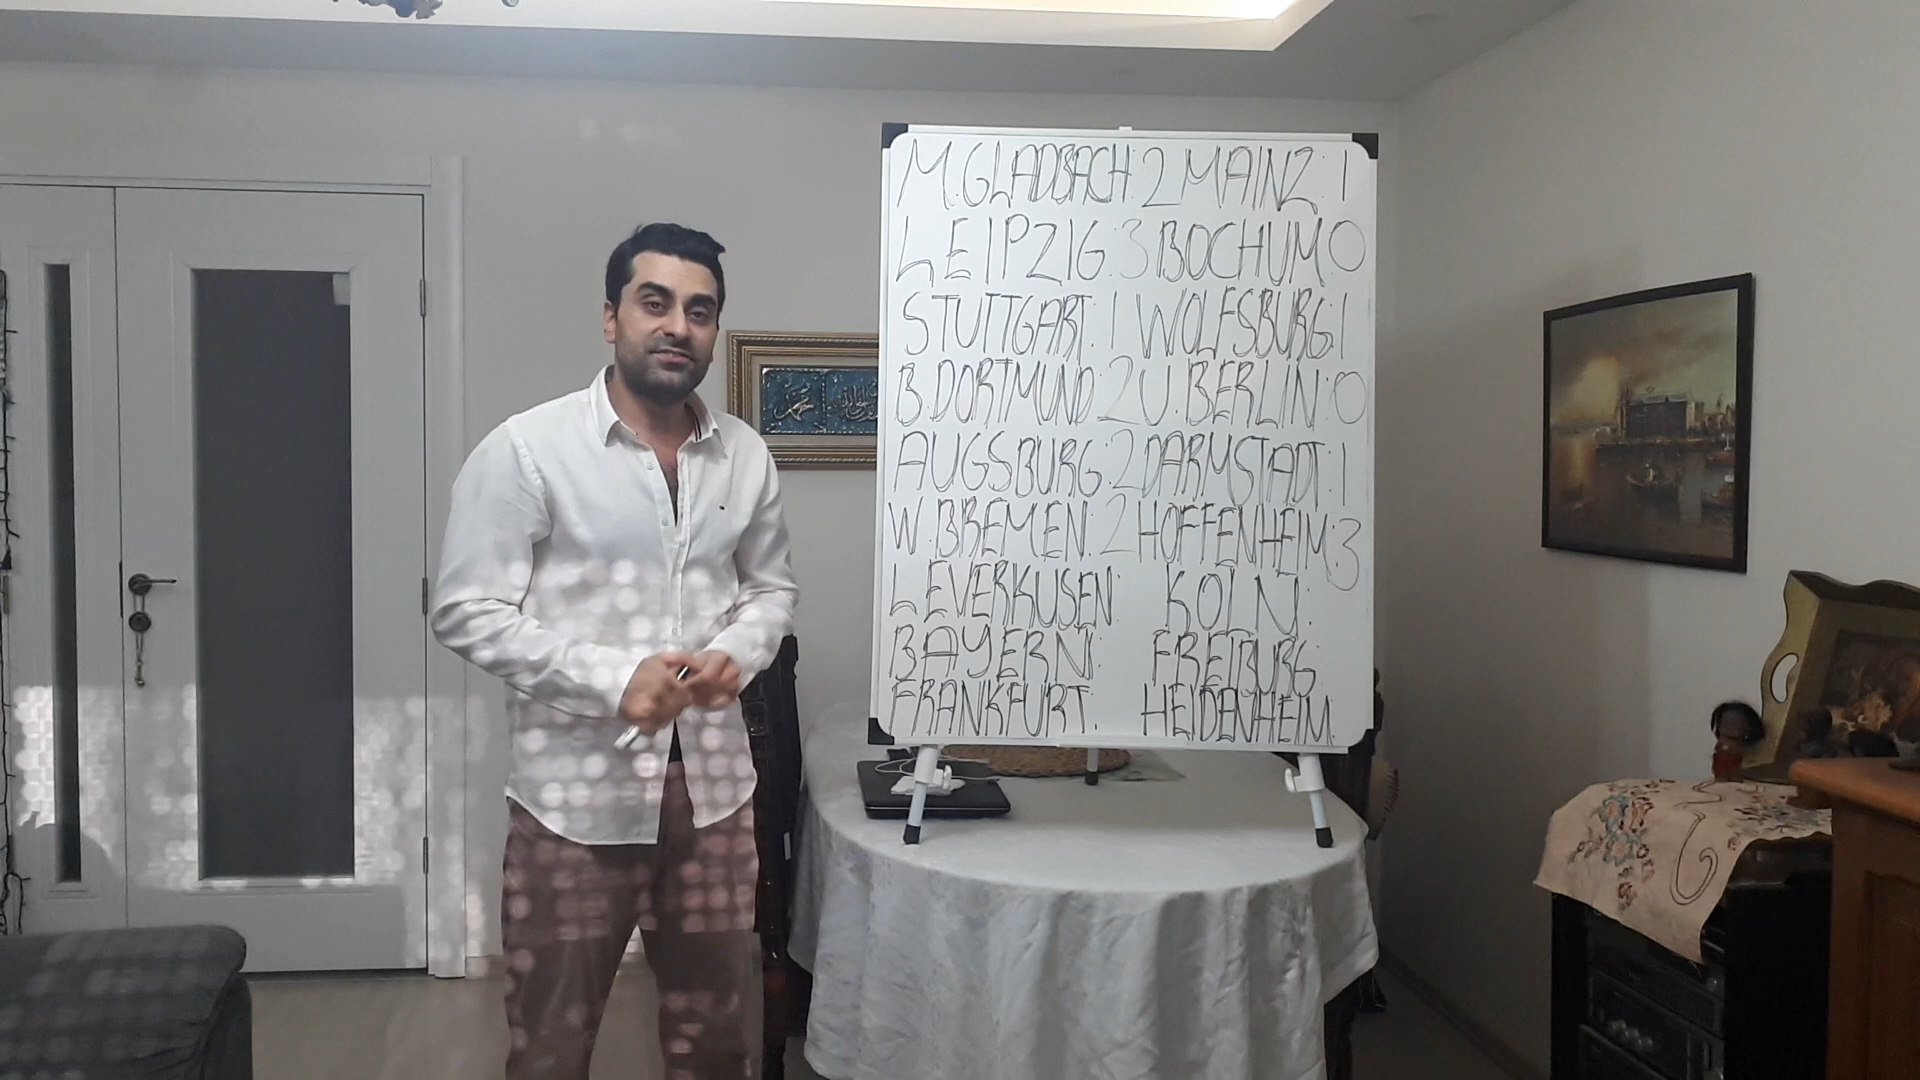 M.GLADBACH:2 MAINZ:1
LEIPZIG:3 BOCHUM:0
STUTTGART:1 WOLFSBURG:1
B.DORTMUND:2 U.BERLIN:0
AUGSBURG:2 DARMSTADT:1
W.BREMEN:2 HOFFENHEIM:3
LEVERKUSEN: KOLN:
BAYERN: FREIBURG:
FRANKFURT: HEIDENHEIM: